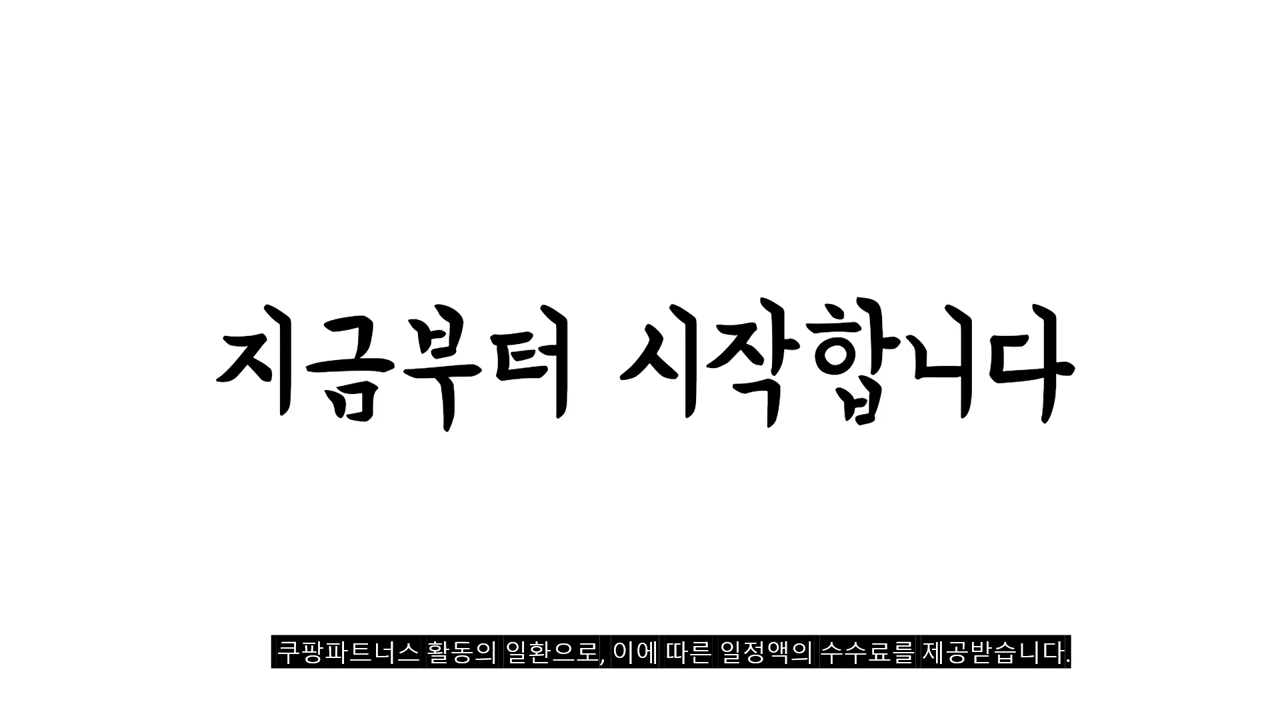 지금부터 시작합니다
쿠팡파트너스 활동의 일환으로, 이에 따른 일정액의 수수료를 제공받습니다.